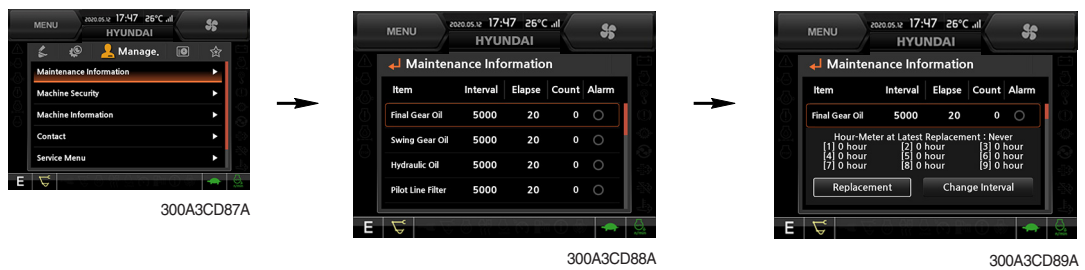 MENU
2020.05.12 17:47 26°C .ıl
HYUNDAI
Manage.
Maintenance Information ▶
Machine Security ▶
Machine Information ▶
Contact ▶
Service Menu ▶
E
300A3CD87A
MENU
2020.05.12 17:47 26°C
HYUNDAI
Maintenance Information
Item Interval Elapse Count Alarm
Final Gear Oil 5000 20 0
Swing Gear Oil 5000 20 0
Hydraulic Oil 5000 20 0
Pilot Line Filter 5000 20 0
E
300A3CD88A
MENU
2020.05.12 17:47 26°C
HYUNDAI
Maintenance Information
Item Interval Elapse Count Alarm
Final Gear Oil 5000 20 0
Hour-Meter at Latest Replacement : Never
[1] 0 hour [2] 0 hour [3] 0 hour
[4] 0 hour [5] 0 hour [6] 0 hour
[7] 0 hour [8] 0 hour [9] 0 hour
Replacement Change Interval
E
300A3CD89A